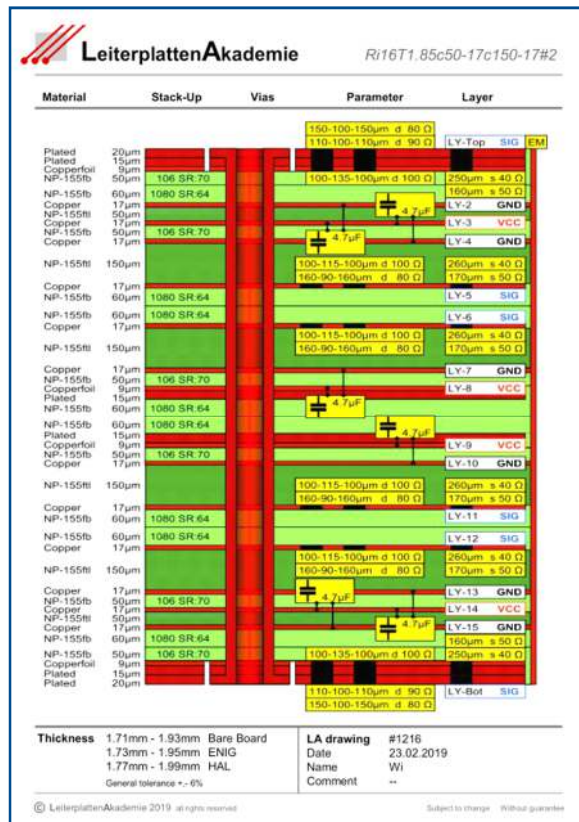 LeiterplattenAkademie Ri16T1.85c50-17c150-17#2
Material Stack-Up Vias Parameter Layer
150-100-150µm d 80 Ω
110-100-110µm d 90 Ω LY-Top SIG EM
Plated 20µm
Plated 15µm
Copperfoil 9µm
NP-155fb 50µm 106 SR:70 100-135-100µm d 100 Ω 250µm s 40 Ω
160µm s 50 Ω
NP-155fb 60µm 1080 SR:64
Copper 17µm 4.7µF LY-2 GND
NP-155ftl 50µm
Copper 17µm LY-3 VCC
NP-155fb 50µm 106 SR:70
Copper 17µm 4.7µF LY-4 GND
NP-155ftl 150µm 100-115-100µm d 100 Ω 260µm s 40 Ω
160-90-160µm d 80 Ω 170µm s 50 Ω
Copper 17µm
NP-155fb 60µm 1080 SR:64 LY-5 SIG
NP-155fb 60µm 1080 SR:64 LY-6 SIG
Copper 17µm
100-115-100µm d 100 Ω 260µm s 40 Ω
NP-155ftl 150µm 160-90-160µm d 80 Ω 170µm s 50 Ω
Copper 17µm LY-7 GND
NP-155fb 50µm 106 SR:70
Copperfoil 9µm LY-8 VCC
Plated 15µm
NP-155fb 60µm 1080 SR:64 4.7µF
NP-155fb 60µm 1080 SR:64
Plated 15µm 4.7µF
Copperfoil 9µm LY-9 VCC
NP-155fb 50µm 106 SR:70
Copper 17µm LY-10 GND
NP-155ftl 150µm 100-115-100µm d 100 Ω 260µm s 40 Ω
160-90-160µm d 80 Ω 170µm s 50 Ω
Copper 17µm
NP-155fb 60µm 1080 SR:64 LY-11 SIG
NP-155fb 60µm 1080 SR:64 LY-12 SIG
Copper 17µm
100-115-100µm d 100 Ω 260µm s 40 Ω
NP-155ftl 150µm 160-90-160µm d 80 Ω 170µm s 50 Ω
Copper 17µm 4.7µF LY-13 GND
NP-155fb 50µm 106 SR:70
Copper 17µm LY-14 VCC
NP-155ftl 50µm
Copper 17µm 4.7µF LY-15 GND
NP-155fb 60µm 1080 SR:64 160µm s 50 Ω
NP-155fb 50µm 106 SR:70 100-135-100µm d 100 Ω 250µm s 40 Ω
Copperfoil 9µm
Plated 15µm
Plated 20µm
110-100-110µm d 90 Ω LY-Bot SIG
150-80-150µm d 80 Ω
Thickness 1.71mm - 1.93mm Bare Board
1.73mm - 1.95mm ENIG
1.77mm - 1.99mm HAL
General tolerance +.- 6%
LA drawing #1216
Date 23.02.2019
Name Wi
Comment --
© LeiterplattenAkademie 2019 all rights reserved Subject to change Without guarantee